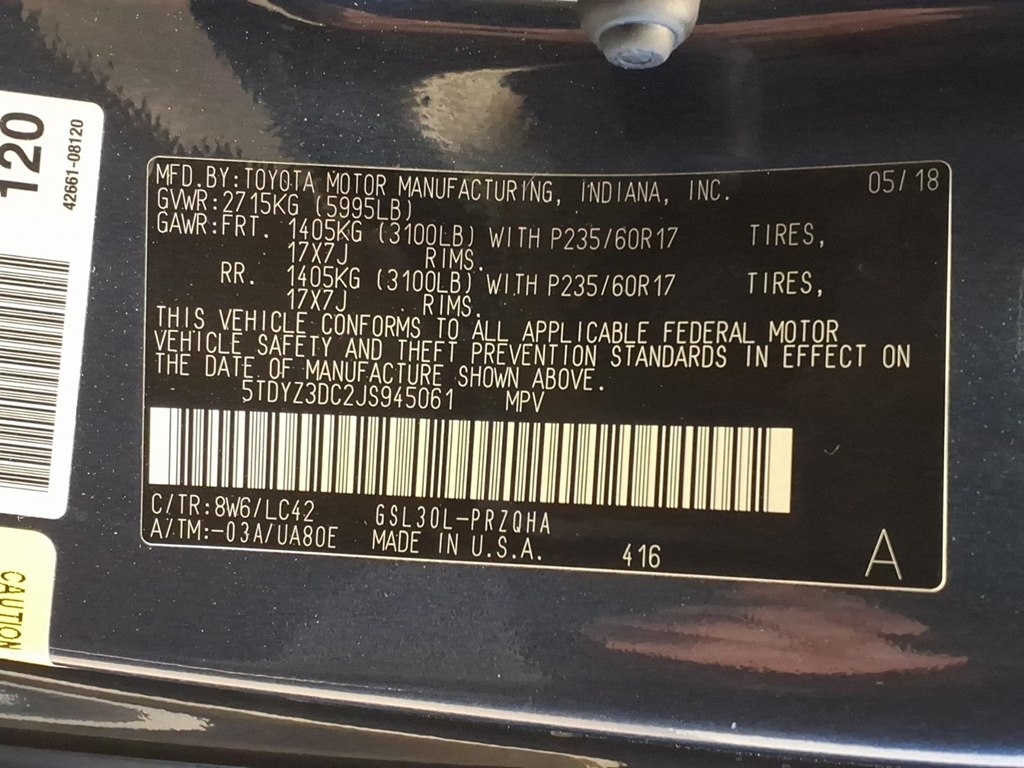 120
42661-08120
MFD.BY:TOYOTA MOTOR MANUFACTURING, INDIANA, INC. 05/18
GVWR:2715KG (5995LB)
GAWR:FRT. 1405KG (3100LB) WITH P235/60R17 TIRES,
17X7J RIMS.
RR. 1405KG (3100LB) WITH P235/60R17 TIRES,
17X7J RIMS.
THIS VEHICLE CONFORMS TO ALL APPLICABLE FEDERAL MOTOR
VEHICLE SAFETY AND THEFT PREVENTION STANDARDS IN EFFECT ON
THE DATE OF MANUFACTURE SHOWN ABOVE.
5TDYZ3DC2JS945061 MPV
C/TR:8W6/LC42 GSL30L-PRZQHA
A/TM:-03A/UA80E MADE IN U.S.A. 416 A
CAUTION